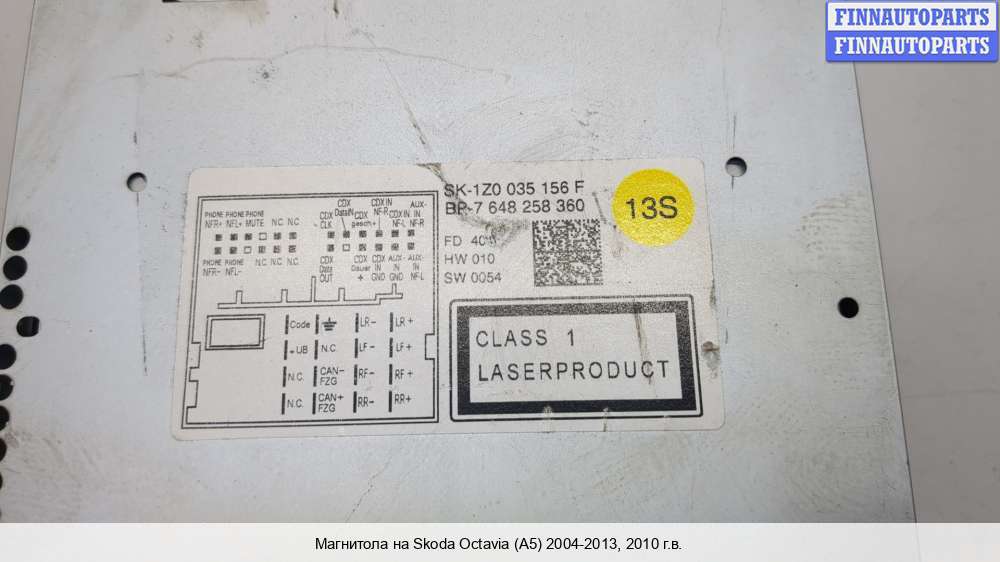 FINNAUTOPARTS
FINNAUTOPARTS
SK-1Z0 035 156 F
BP-7 648 258 360
13S
FD
HW 010
SW 0054
CLASS 1
LASERPRODUCT
CDX CDX IN AUX-
PHONE PHONE PHONE CDX DataIN CDX NF-R CDX IN IN
NFR+ NFL+ MUTE N.C. N.C. CLK gesch.+ NF-L NF-R
PHONE PHONE N.C. N.C. N.C. CDX CDX CDX AUX- AUX-
NFR- NFL- Data Dauer IN IN IN
OUT + GND GND NF-L
Code LR- LR+
+UB N.C. LF- LF+
N.C. CAN- FZG RF- RF+
N.C. CAN+ FZG RR- RR+
Магнитола на Skoda Octavia (A5) 2004-2013, 2010 г.в.